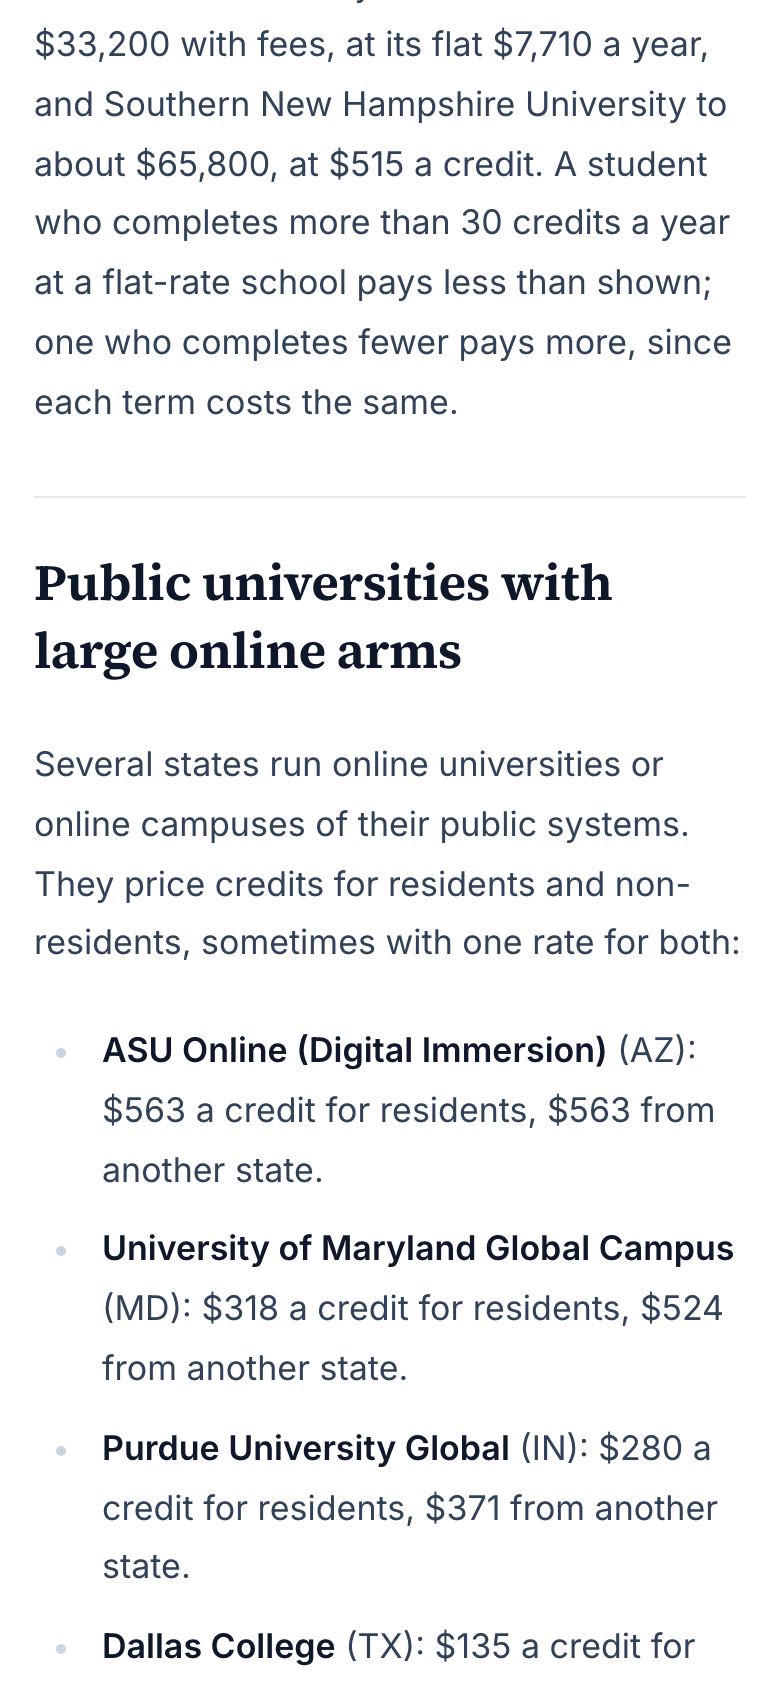 $33,200 with fees, at its flat $7,710 a year,
and Southern New Hampshire University to
about $65,800, at $515 a credit. A student
who completes more than 30 credits a year
at a flat-rate school pays less than shown;
one who completes fewer pays more, since
each term costs the same.
Public universities with
large online arms
Several states run online universities or
online campuses of their public systems.
They price credits for residents and non-
residents, sometimes with one rate for both:
ASU Online (Digital Immersion) (AZ):
$563 a credit for residents, $563 from
another state.
University of Maryland Global Campus
(MD): $318 a credit for residents, $524
from another state.
Purdue University Global (IN): $280 a
credit for residents, $371 from another
state.
Dallas College (TX): $135 a credit for